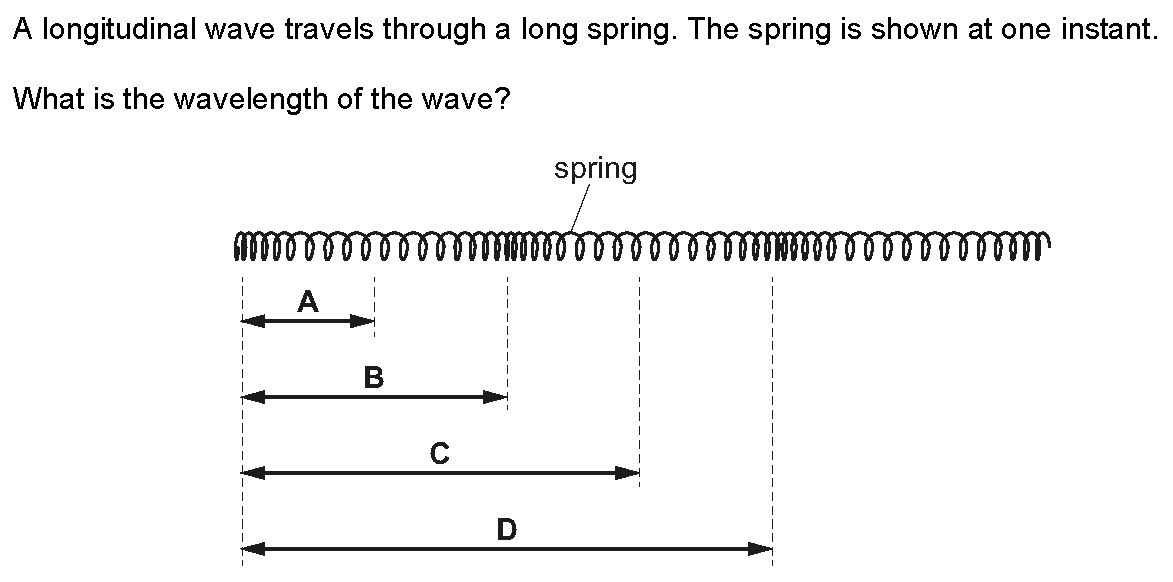 A longitudinal wave travels through a long spring. The spring is shown at one instant.
What is the wavelength of the wave?
spring
A
B
C
D